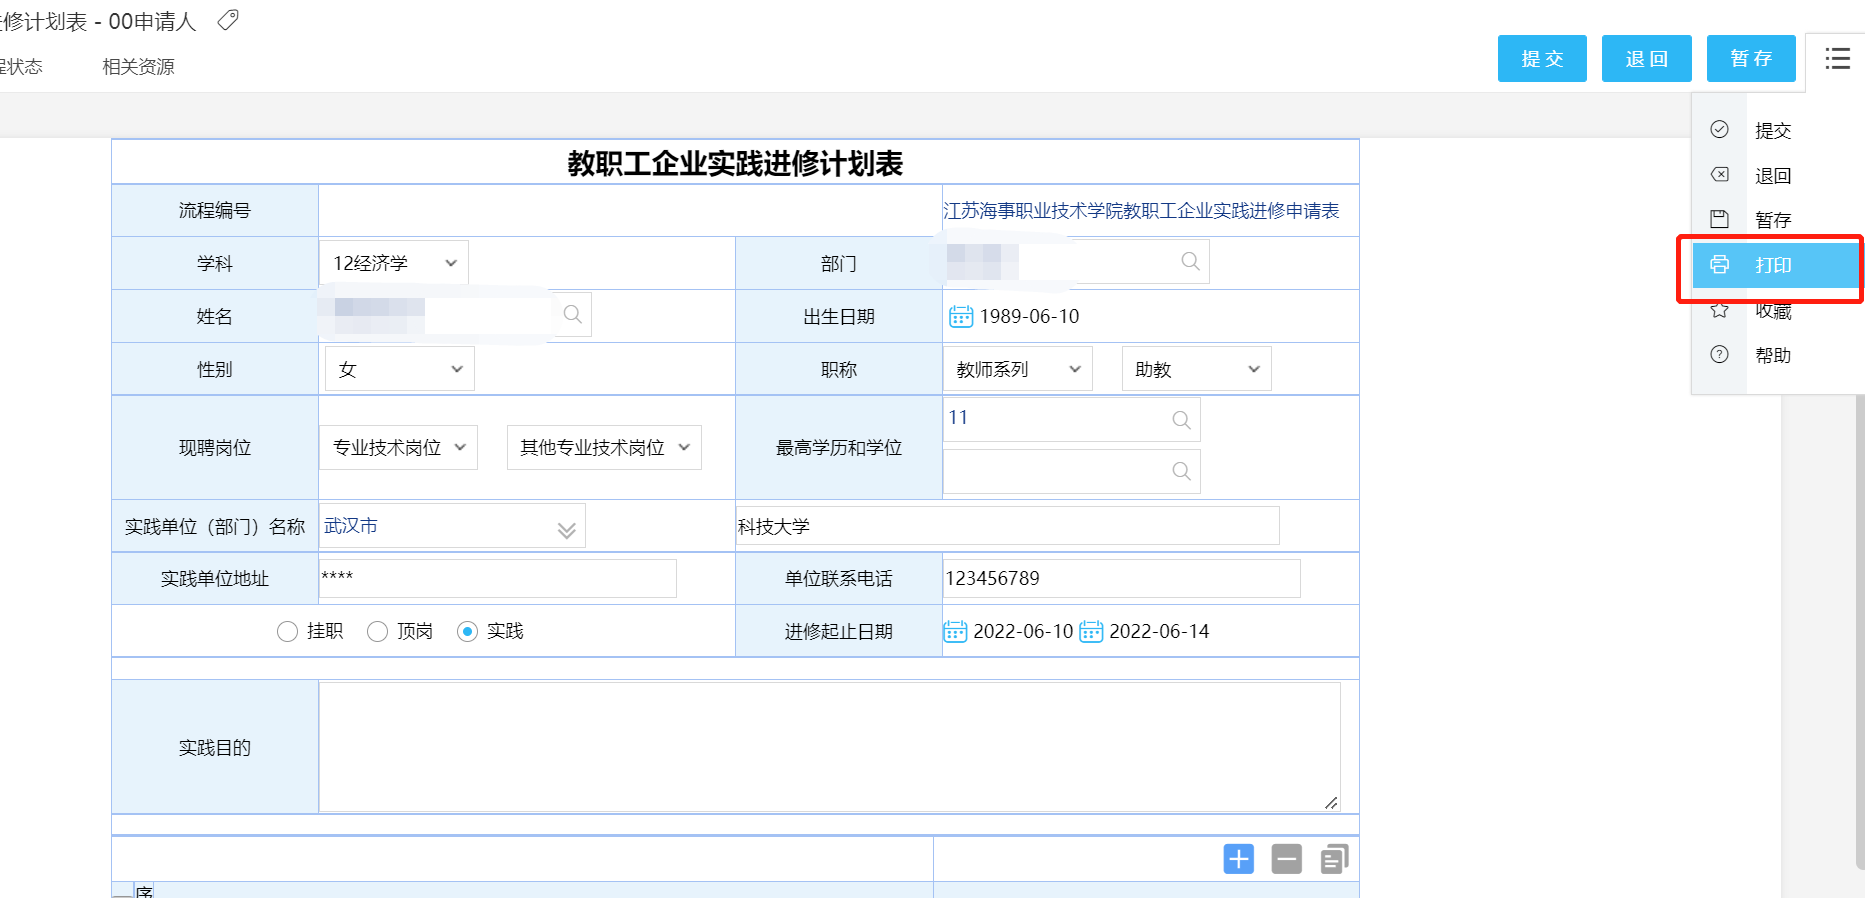 修计划表 - 00申请人
状态
相关资源
提交
退回
暂存
提交
退回
暂存
打印
收藏
帮助
教职工企业实践进修计划表
流程编号
江苏海事职业技术学院教职工企业实践进修申请表
学科
12经济学
部门
姓名
出生日期
1989-06-10
性别
女
职称
教师系列
助教
现聘岗位
专业技术岗位
其他专业技术岗位
最高学历和学位
11
实践单位（部门）名称
武汉市
科技大学
实践单位地址
****
单位联系电话
123456789
挂职
顶岗
实践
进修起止日期
2022-06-10
2022-06-14
实践目的
序